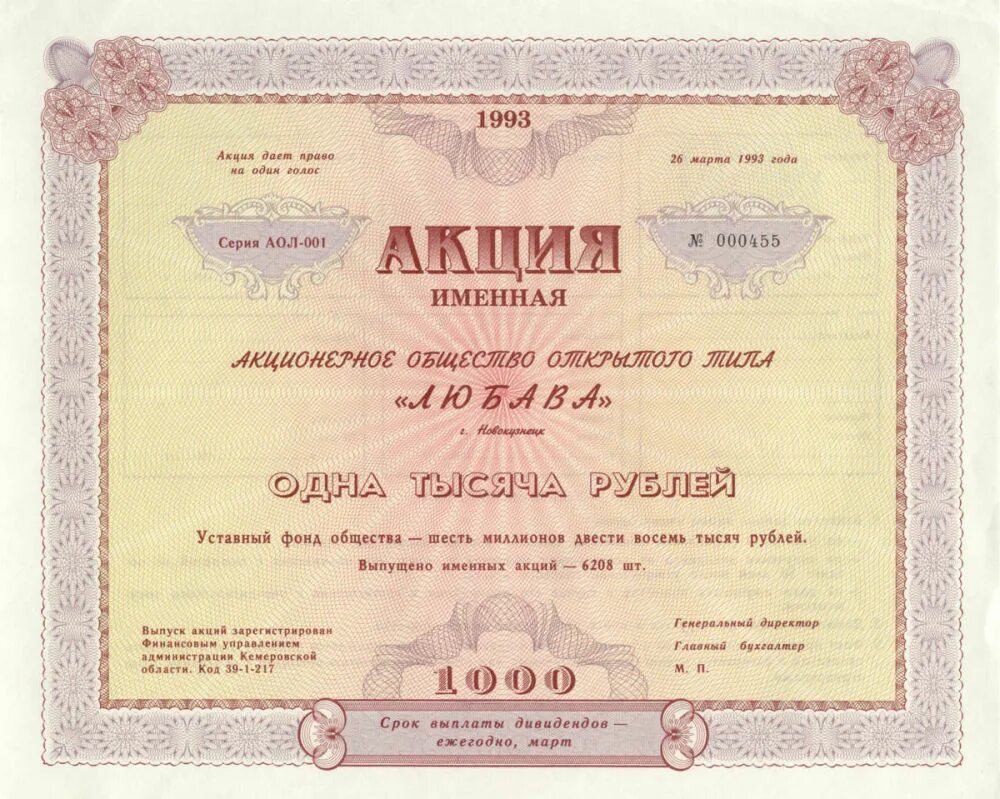 1993
Акция дает право
на один голос
26 марта 1993 года
Серия АОЛ-001
№ 000455
АКЦИЯ
ИМЕННАЯ
АКЦИОНЕРНОЕ ОБЩЕСТВО ОТКРЫТОГО ТИПА
«ЛЮБАВА»
г. Новокузнецк
ОДНА ТЫСЯЧА РУБЛЕЙ
Уставный фонд общества — шесть миллионов двести восемь тысяч рублей.
Выпущено именных акций — 6208 шт.
Выпуск акций зарегистрирован
Финансовым управлением
администрации Кемеровской
области. Код 39-1-217
Генеральный директор
Главный бухгалтер
М. П.
1000
Срок выплаты дивидендов —
ежегодно, март